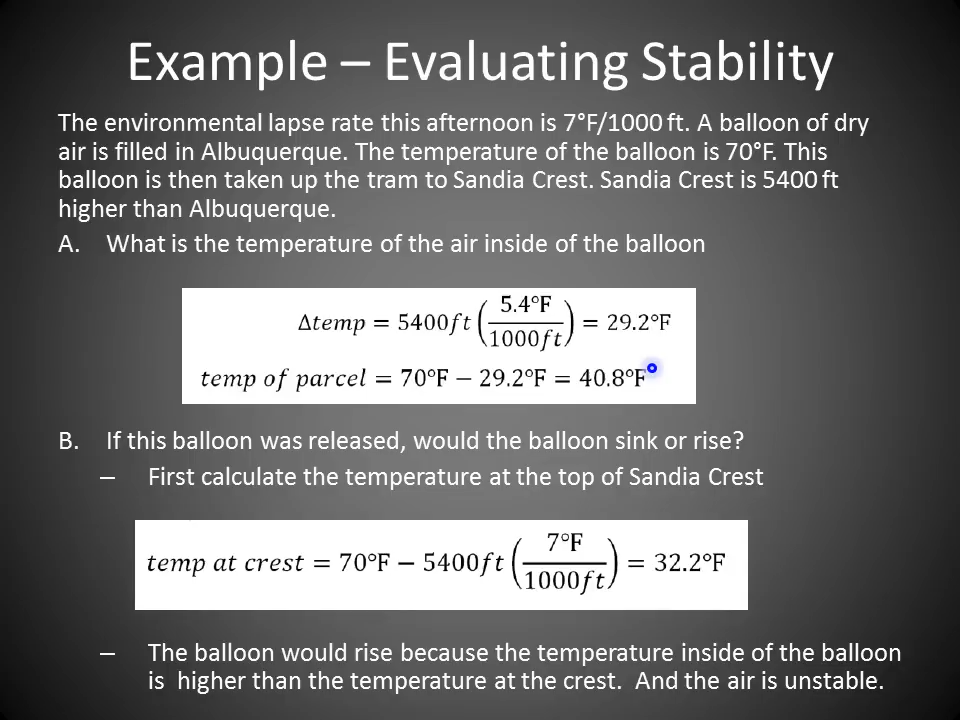 Example – Evaluating Stability
The environmental lapse rate this afternoon is 7°F/1000 ft. A balloon of dry
air is filled in Albuquerque. The temperature of the balloon is 70°F. This
balloon is then taken up the tram to Sandia Crest. Sandia Crest is 5400 ft
higher than Albuquerque.
A. What is the temperature of the air inside of the balloon
Δtemp = 5400ft (5.4°F/1000ft) = 29.2°F
temp of parcel = 70°F − 29.2°F = 40.8°F
B. If this balloon was released, would the balloon sink or rise?
– First calculate the temperature at the top of Sandia Crest
temp at crest = 70°F − 5400ft (7°F/1000ft) = 32.2°F
– The balloon would rise because the temperature inside of the balloon
is higher than the temperature at the crest. And the air is unstable.